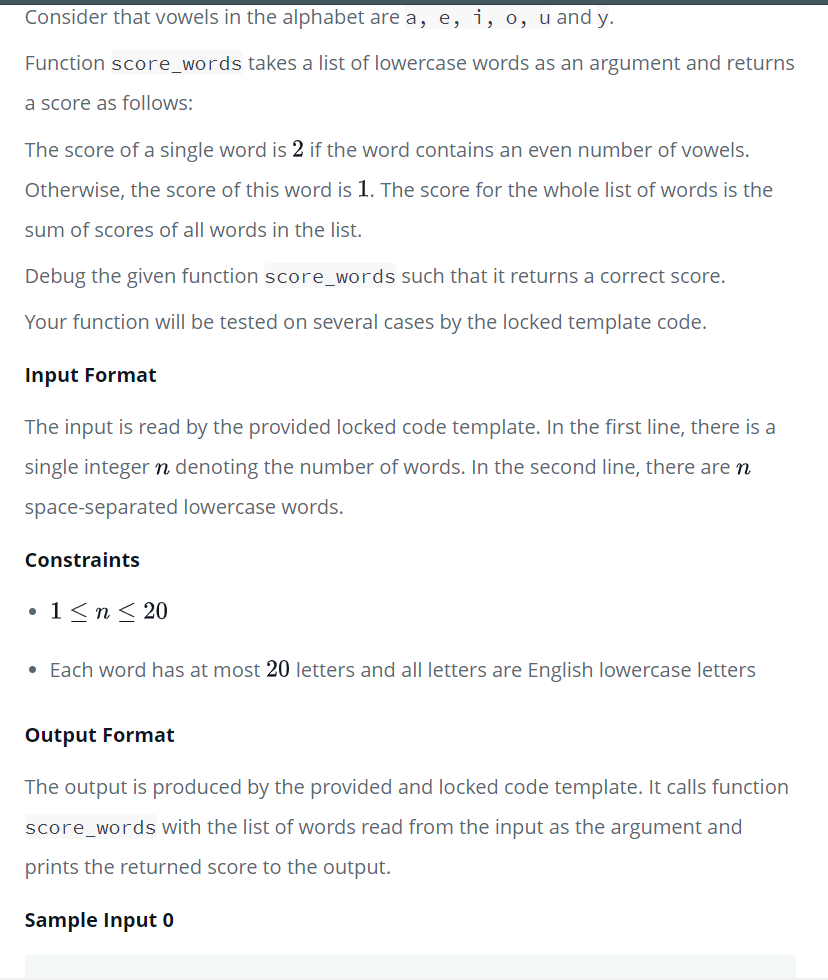 Consider that vowels in the alphabet are a, e, i, o, u and y.
Function score_words takes a list of lowercase words as an argument and returns
a score as follows:
The score of a single word is 2 if the word contains an even number of vowels.
Otherwise, the score of this word is 1. The score for the whole list of words is the
sum of scores of all words in the list.
Debug the given function score_words such that it returns a correct score.
Your function will be tested on several cases by the locked template code.
Input Format
The input is read by the provided locked code template. In the first line, there is a
single integer n denoting the number of words. In the second line, there are n
space-separated lowercase words.
Constraints
• 1 ≤ n ≤ 20
• Each word has at most 20 letters and all letters are English lowercase letters
Output Format
The output is produced by the provided and locked code template. It calls function
score_words with the list of words read from the input as the argument and
prints the returned score to the output.
Sample Input 0